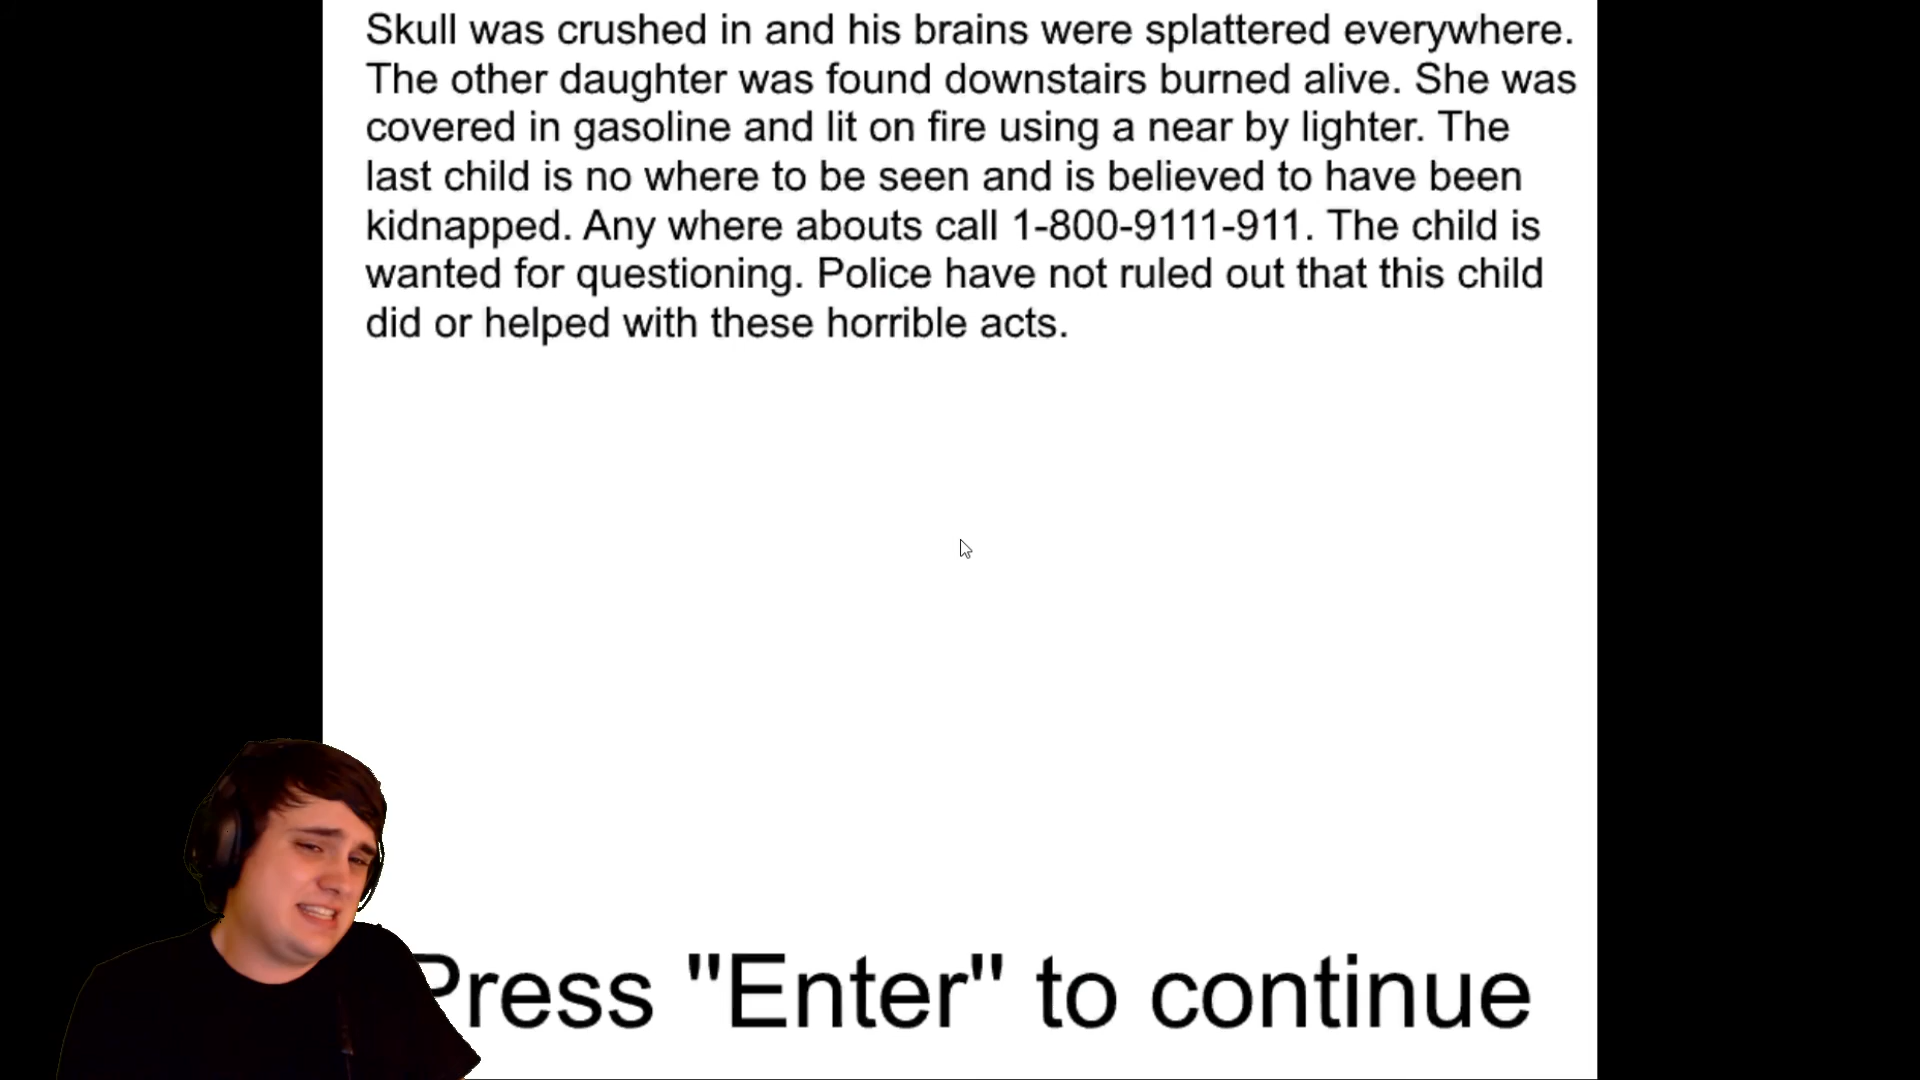 Skull was crushed in and his brains were splattered everywhere.
The other daughter was found downstairs burned alive. She was
covered in gasoline and lit on fire using a near by lighter. The
last child is no where to be seen and is believed to have been
kidnapped. Any where abouts call 1-800-9111-911. The child is
wanted for questioning. Police have not ruled out that this child
did or helped with these horrible acts.
Press "Enter" to continue